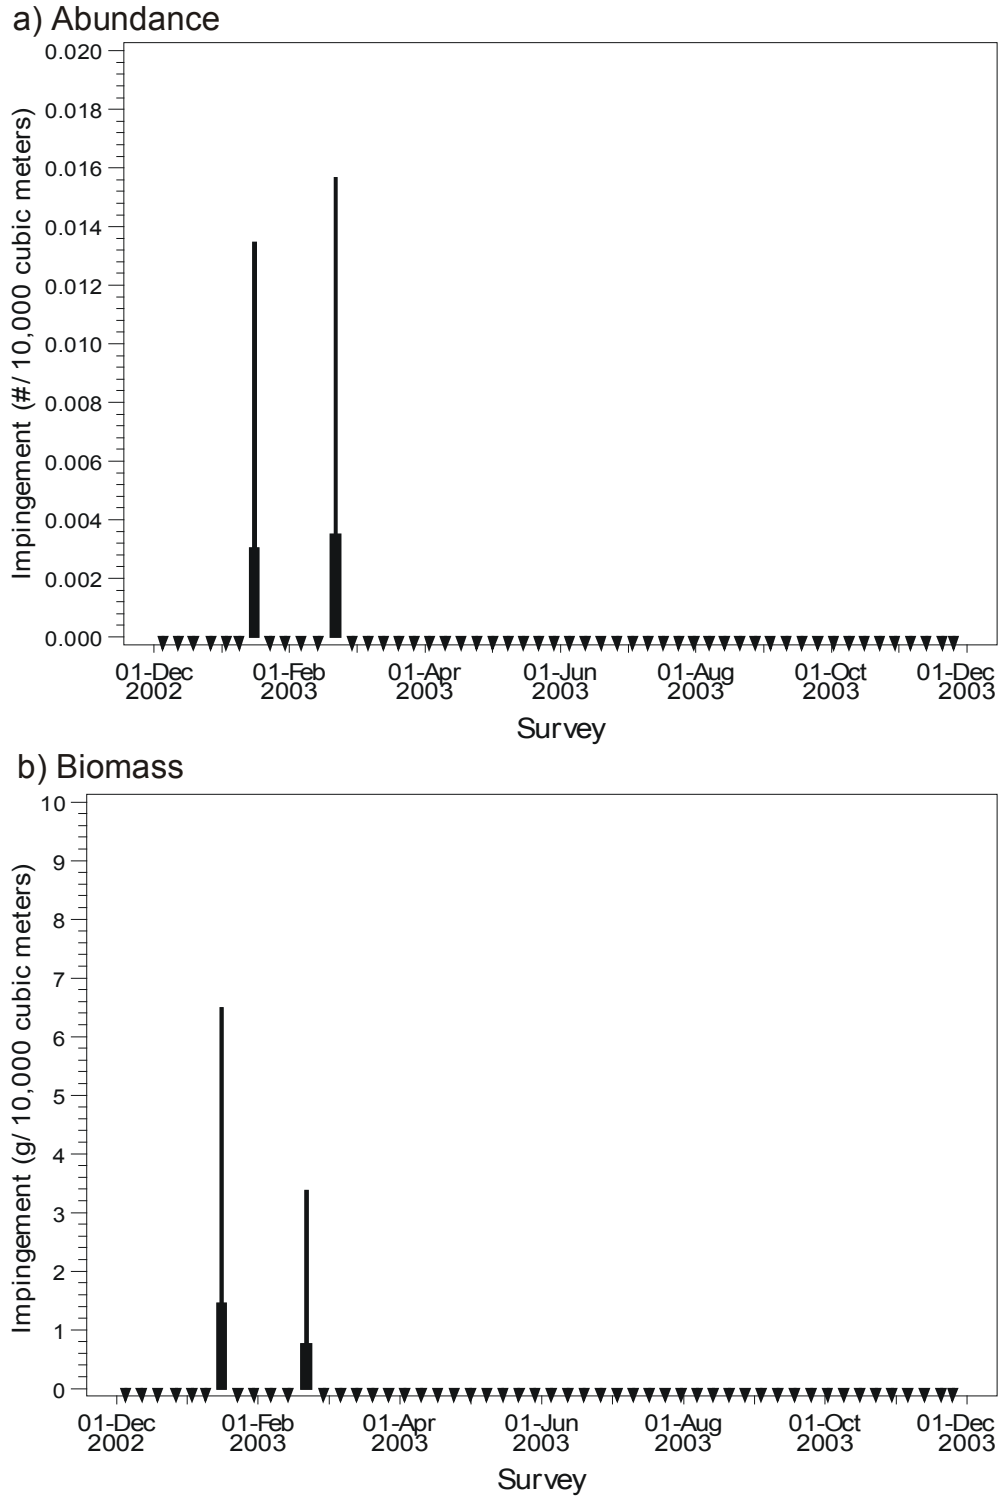 a) Abundance
0.020
0.018
0.016
0.014
0.012
0.010
0.008
0.006
0.004
0.002
0.000
Impingement (#/ 10,000 cubic meters)
01-Dec 01-Feb 01-Apr 01-Jun 01-Aug 01-Oct 01-Dec
2002 2003 2003 2003 2003 2003 2003
Survey
b) Biomass
10
9
8
7
6
5
4
3
2
1
0
Impingement (g/ 10,000 cubic meters)
01-Dec 01-Feb 01-Apr 01-Jun 01-Aug 01-Oct 01-Dec
2002 2003 2003 2003 2003 2003 2003
Survey